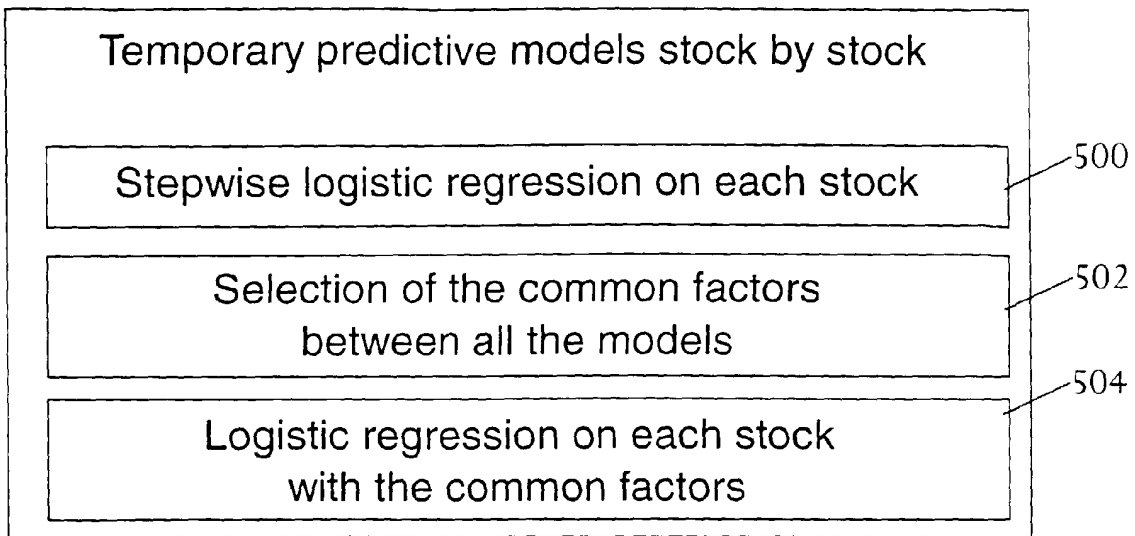 Temporary predictive models stock by stock
Stepwise logistic regression on each stock
500
Selection of the common factors
between all the models
502
504
Logistic regression on each stock
with the common factors